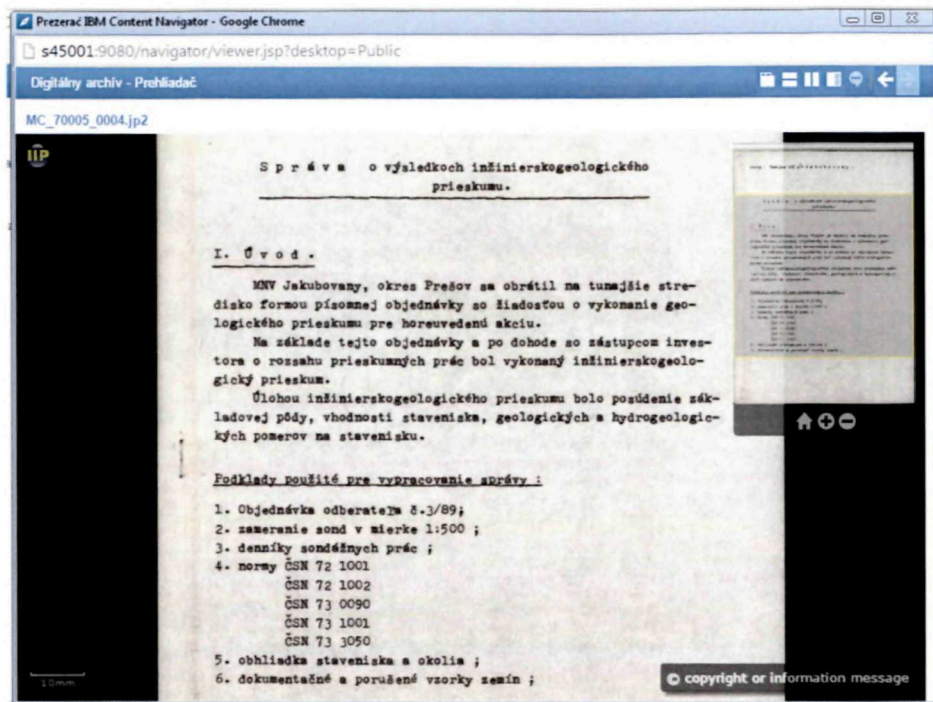 Prezerač IBM Content Navigator - Google Chrome
s45001:9080/navigator/viewer.jsp?desktop=Public
Digitálny archív - Prehliadač
MC_70005_0004.jp2
IIP
S p r á v a o výsledkoch inžinierskogeologického
prieskumu.
I. Ú v o d .
MNV Jakubovany, okres Prešov sa obrátil na tunajšie stre-
disko formou písomnej objednávky so žiadosťou o vykonanie geo-
logického prieskumu pre horeuvedenú akciu.
Na základe tejto objednávky a po dohode so zástupcom inves-
tora o rozsahu prieskumných prác bol vykonaný inžinierskogeolo-
gický prieskum.
Úlohou inžinierskogeologického prieskumu bolo posúdenie zák-
ladovej pôdy, vhodnosti staveniska, geologických a hydrogeologic-
kých pomerov na stavenisku.
Podklady použité pre vypracovanie správy :
1. Objednávka odberateľa č.3/89;
2. zameranie sond v mierke 1:500 ;
3. denníky sondážnych prác ;
4. normy ČSN 72 1001
ČSN 72 1002
ČSN 73 0090
ČSN 73 1001
ČSN 73 3050
5. obhliadka staveniska a okolia ;
6. dokumentačné a porušené vzorky zemín ;
10mm
© copyright or information message